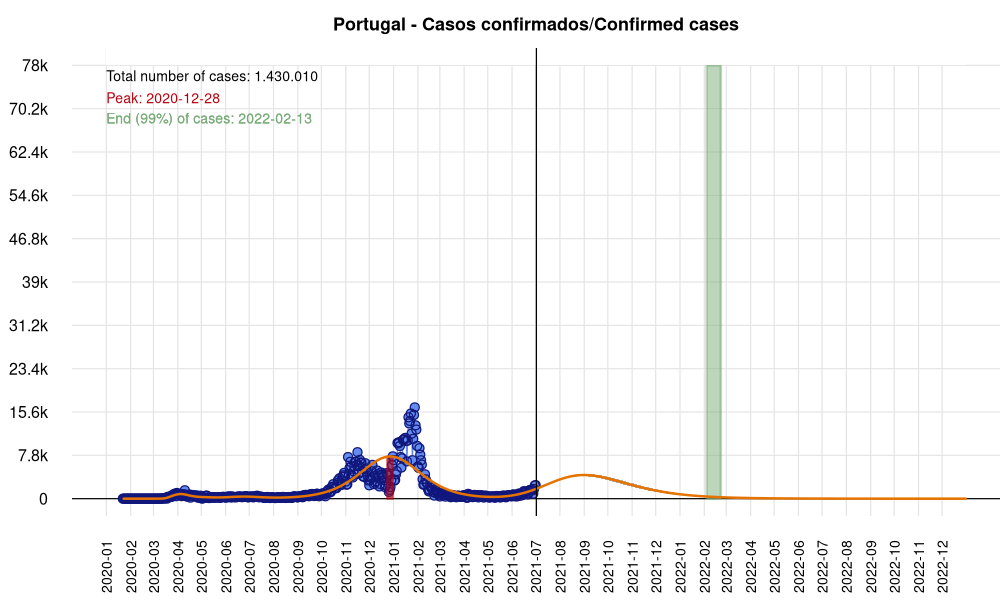 Portugal - Casos confirmados/Confirmed cases
78k
70.2k
62.4k
54.6k
46.8k
39k
31.2k
23.4k
15.6k
7.8k
0
Total number of cases: 1.430.010
Peak: 2020-12-28
End (99%) of cases: 2022-02-13
2020-01
2020-02
2020-03
2020-04
2020-05
2020-06
2020-07
2020-08
2020-09
2020-10
2020-11
2020-12
2021-01
2021-02
2021-03
2021-04
2021-05
2021-06
2021-07
2021-08
2021-09
2021-10
2021-11
2021-12
2022-01
2022-02
2022-03
2022-04
2022-05
2022-06
2022-07
2022-08
2022-09
2022-10
2022-11
2022-12